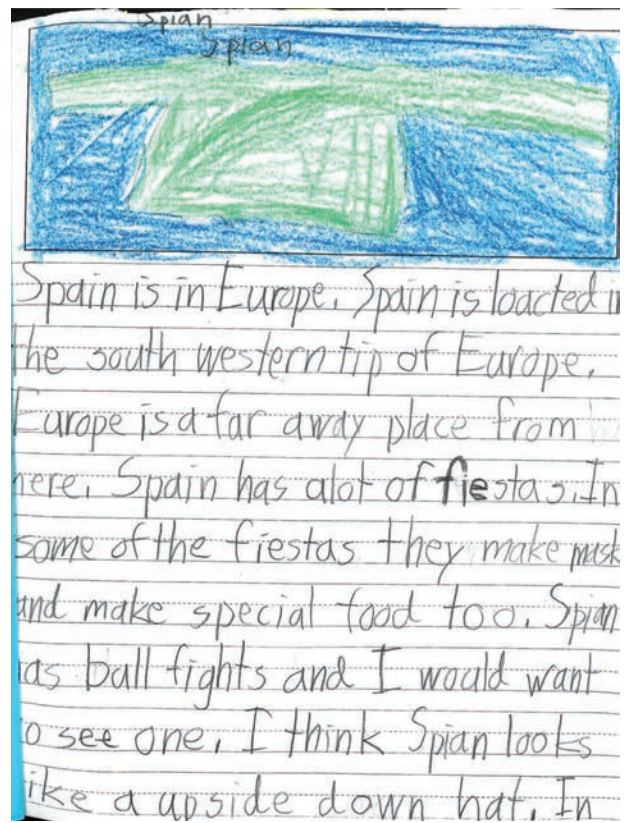 Spian
Spian
Spain is in Europe. Spain is loacted in
the south western tip of Europe.
Europe is a far away place from
here. Spain has alot of fiestas. In
some of the fiestas they make mask
and make special food too. Spian
has ball fights and I would want
to see one. I think Spian looks
like a upside down hat. In